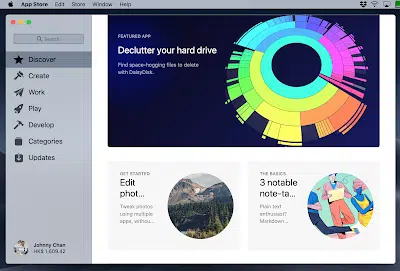 App Store Edit Store Window Help
Search
Discover
Create
Work
Play
Develop
Categories
Updates
Johnny Chan
HK$ 1,609.42
FEATURED APP
Declutter your hard drive
Find space-hogging files to
delete with DaisyDisk.
GET STARTED
Edit
phot...
Tweak photos
using multiple
apps, withou...
THE BASICS
3 notable
note-ta...
Plain text
enthusiast?
Markdown...